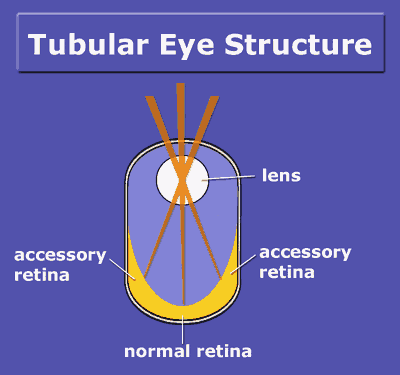 Tubular Eye Structure
lens
accessory
retina
accessory
retina
normal retina